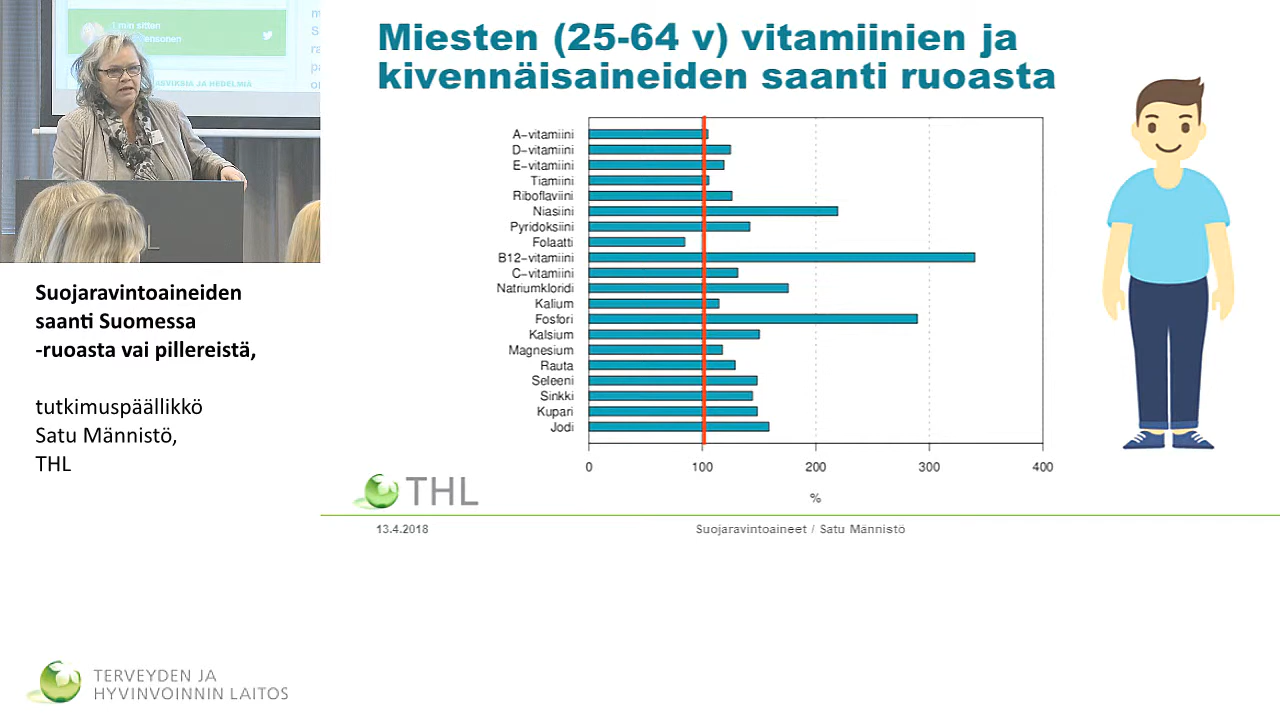 1 min sitten
Miesten (25-64 v) vitamiinien ja
kivennäisaineiden saanti ruoasta
A-vitamiini
D-vitamiini
E-vitamiini
Tiamiini
Riboflaviini
Niasiini
Pyridoksiini
Folaatti
B12-vitamiini
C-vitamiini
Natriumkloridi
Kalium
Fosfori
Kalsium
Magnesium
Rauta
Seleeni
Sinkki
Kupari
Jodi
0 100 200 300 400
%
THL
13.4.2018
Suojaravintoaineet / Satu Männistö
Suojaravintoaineiden
saanti Suomessa
-ruoasta vai pillereistä,
tutkimuspäällikkö
Satu Männistö,
THL
TERVEYDEN JA
HYVINVOINNIN LAITOS